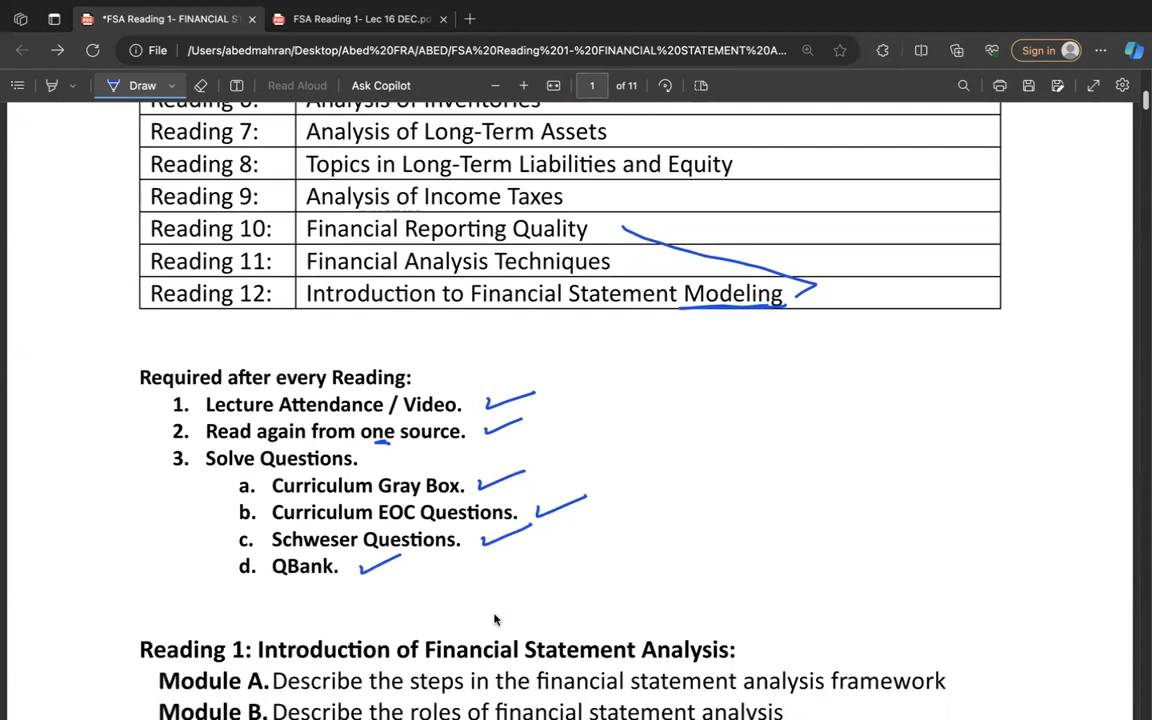 *FSA Reading 1- FINANCIAL S
FSA Reading 1- Lec 16 DEC.pd
File
/Users/abedmahran/Desktop/Abed%20FRA/ABED/FSA%20Reading%201-%20FINANCIAL%20STATEMENT%20A...
Sign in
Draw
Read Aloud
Ask Copilot
1
of 11
Reading 6:
Analysis of Inventories
Reading 7:
Analysis of Long-Term Assets
Reading 8:
Topics in Long-Term Liabilities and Equity
Reading 9:
Analysis of Income Taxes
Reading 10:
Financial Reporting Quality
Reading 11:
Financial Analysis Techniques
Reading 12:
Introduction to Financial Statement Modeling
Required after every Reading:
1. Lecture Attendance / Video.
2. Read again from one source.
3. Solve Questions.
a. Curriculum Gray Box.
b. Curriculum EOC Questions.
c. Schweser Questions.
d. QBank.
Reading 1: Introduction of Financial Statement Analysis:
Module A. Describe the steps in the financial statement analysis framework
Module B. Describe the roles of financial statement analysis